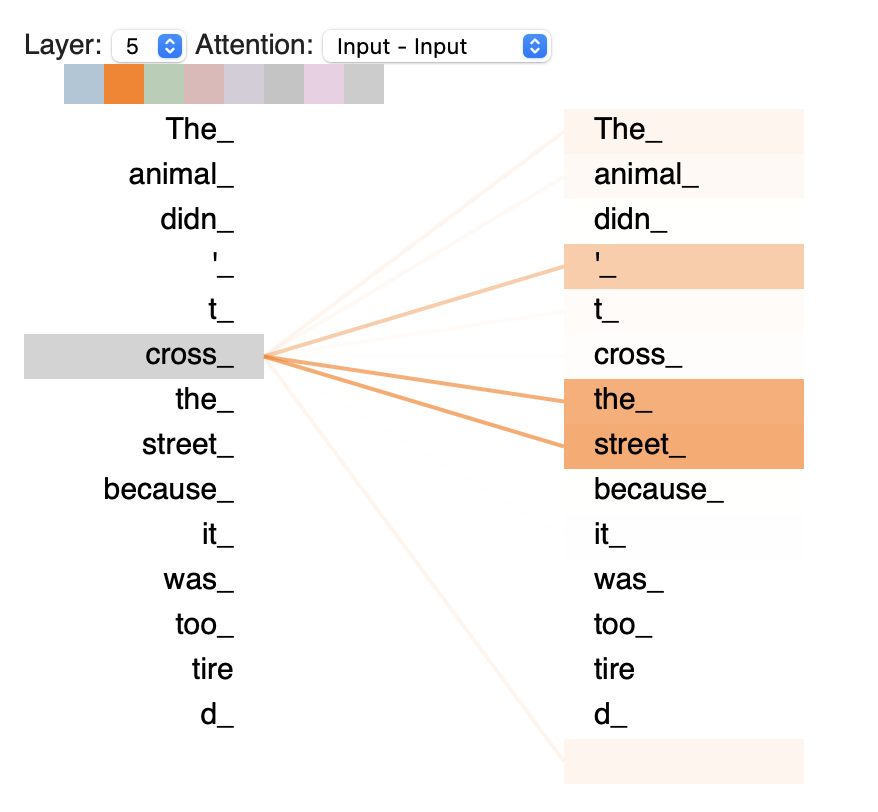 Layer: 5 Attention: Input - Input
The_ The_
animal_ animal_
didn_ didn_
'_ '_
t_ t_
cross_ cross_
the_ the_
street_ street_
because_ because_
it_ it_
was_ was_
too_ too_
tire tire
d_ d_